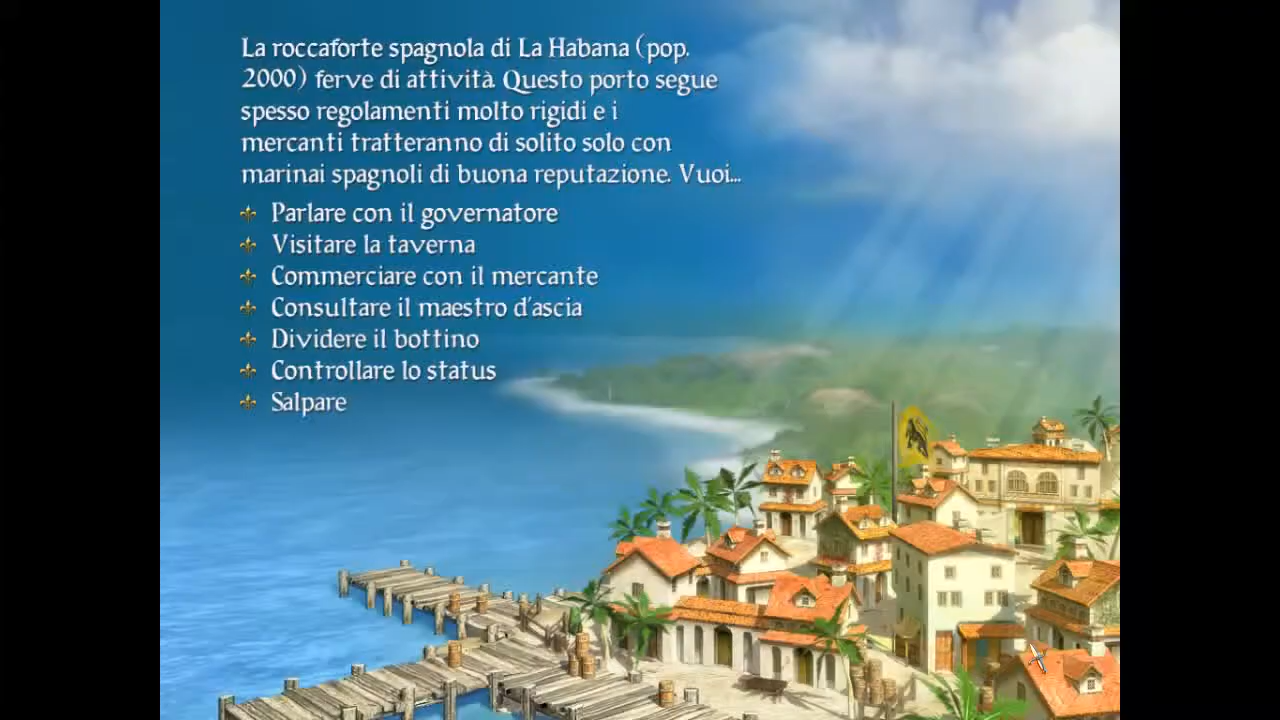 La roccaforte spagnola di La Habana (pop.
2000) ferve di attività. Questo porto segue
spesso regolamenti molto rigidi e i
mercanti tratteranno di solito solo con
marinai spagnoli di buona reputazione. Vuoi...
Parlare con il governatore
Visitare la taverna
Commerciare con il mercante
Consultare il maestro d'ascia
Dividere il bottino
Controllare lo status
Salpare